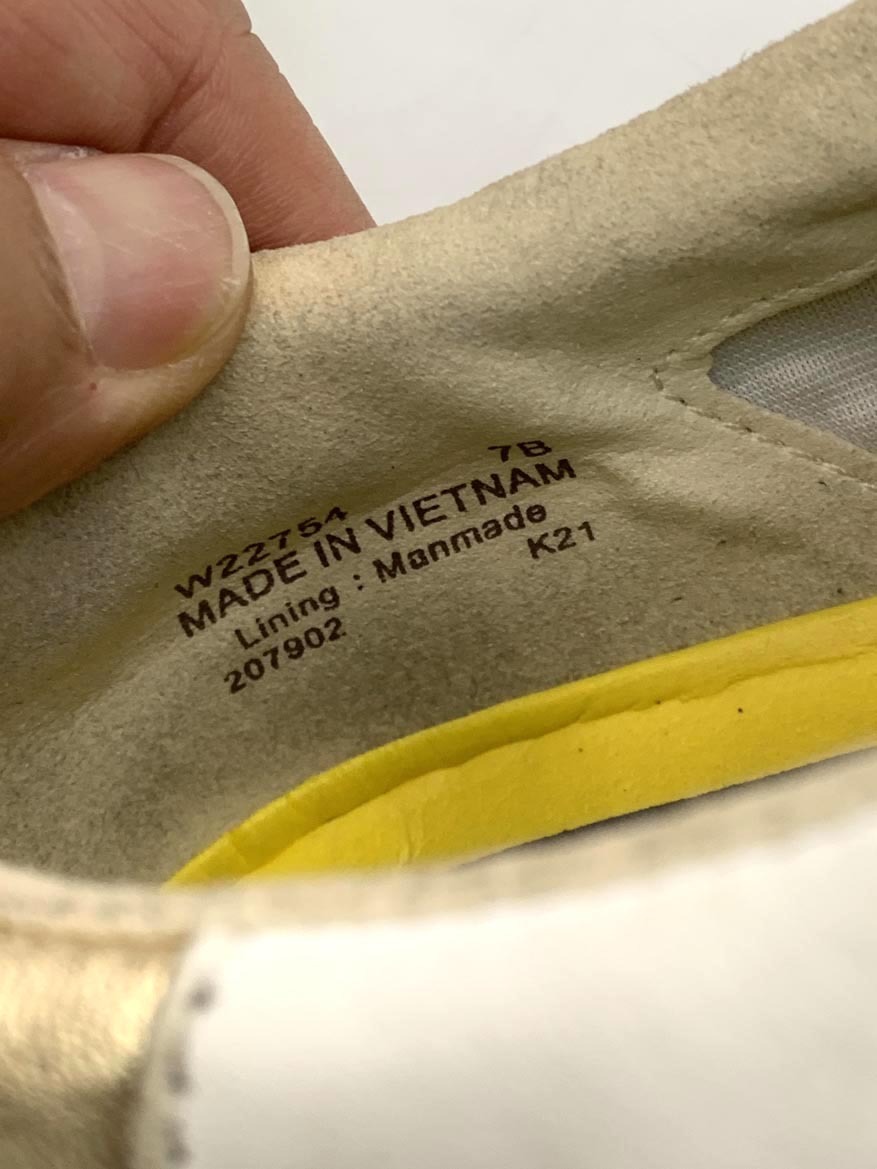 W22754 7B
MADE IN VIETNAM
Lining : Manmade
207902 K21